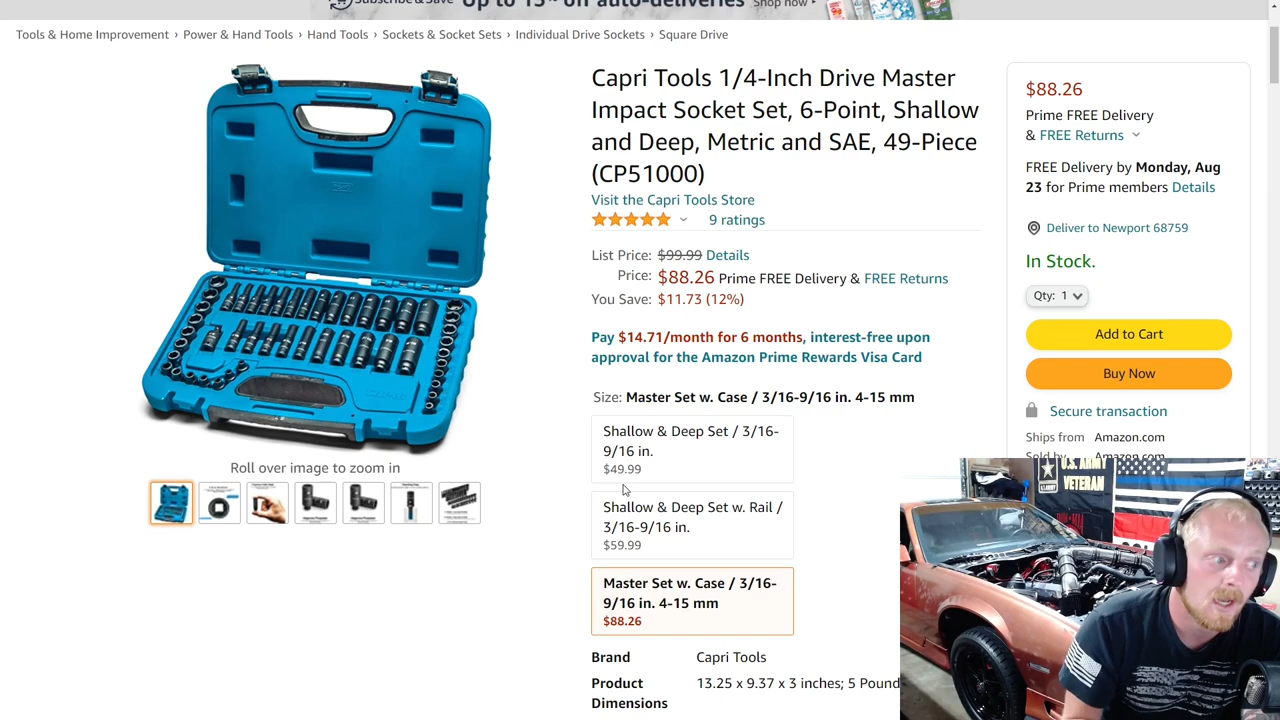 Subscribe & Save Up to 15% off auto-deliveries Shop now
Tools & Home Improvement › Power & Hand Tools › Hand Tools › Sockets & Socket Sets › Individual Drive Sockets › Square Drive
Capri Tools 1/4-Inch Drive Master
Impact Socket Set, 6-Point, Shallow
and Deep, Metric and SAE, 49-Piece
(CP51000)
Visit the Capri Tools Store
9 ratings
List Price: $99.99 Details
Price: $88.26 Prime FREE Delivery & FREE Returns
You Save: $11.73 (12%)
Pay $14.71/month for 6 months, interest-free upon
approval for the Amazon Prime Rewards Visa Card
Size: Master Set w. Case / 3/16-9/16 in. 4-15 mm
Shallow & Deep Set / 3/16-
9/16 in.
$49.99
Shallow & Deep Set w. Rail /
3/16-9/16 in.
$59.99
Master Set w. Case / 3/16-
9/16 in. 4-15 mm
$88.26
Brand Capri Tools
Product 13.25 x 9.37 x 3 inches; 5 Pound
Dimensions
Roll over image to zoom in
$88.26
Prime FREE Delivery
& FREE Returns
FREE Delivery by Monday, Aug
23 for Prime members Details
Deliver to Newport 68759
In Stock.
Qty: 1
Add to Cart
Buy Now
Secure transaction
Ships from Amazon.com
Sold by Amazon.com
U.S. ARMY
VETERAN